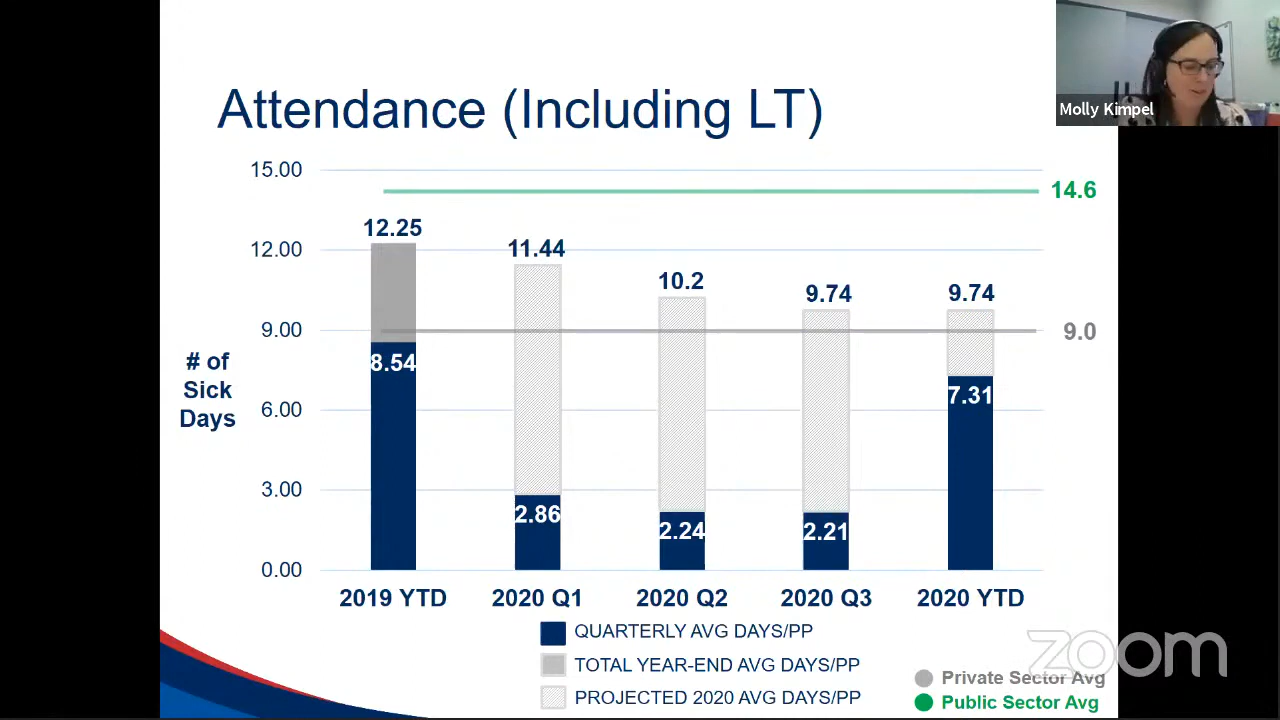 Attendance (Including LT)
Molly Kimpel
15.00
14.6
12.25
12.00
11.44
10.2
9.74
9.74
9.00
9.0
# of
Sick
Days
8.54
7.31
6.00
3.00
2.86
2.24
2.21
0.00
2019 YTD
2020 Q1
2020 Q2
2020 Q3
2020 YTD
QUARTERLY AVG DAYS/PP
TOTAL YEAR-END AVG DAYS/PP
PROJECTED 2020 AVG DAYS/PP
zoom
Private Sector Avg
Public Sector Avg